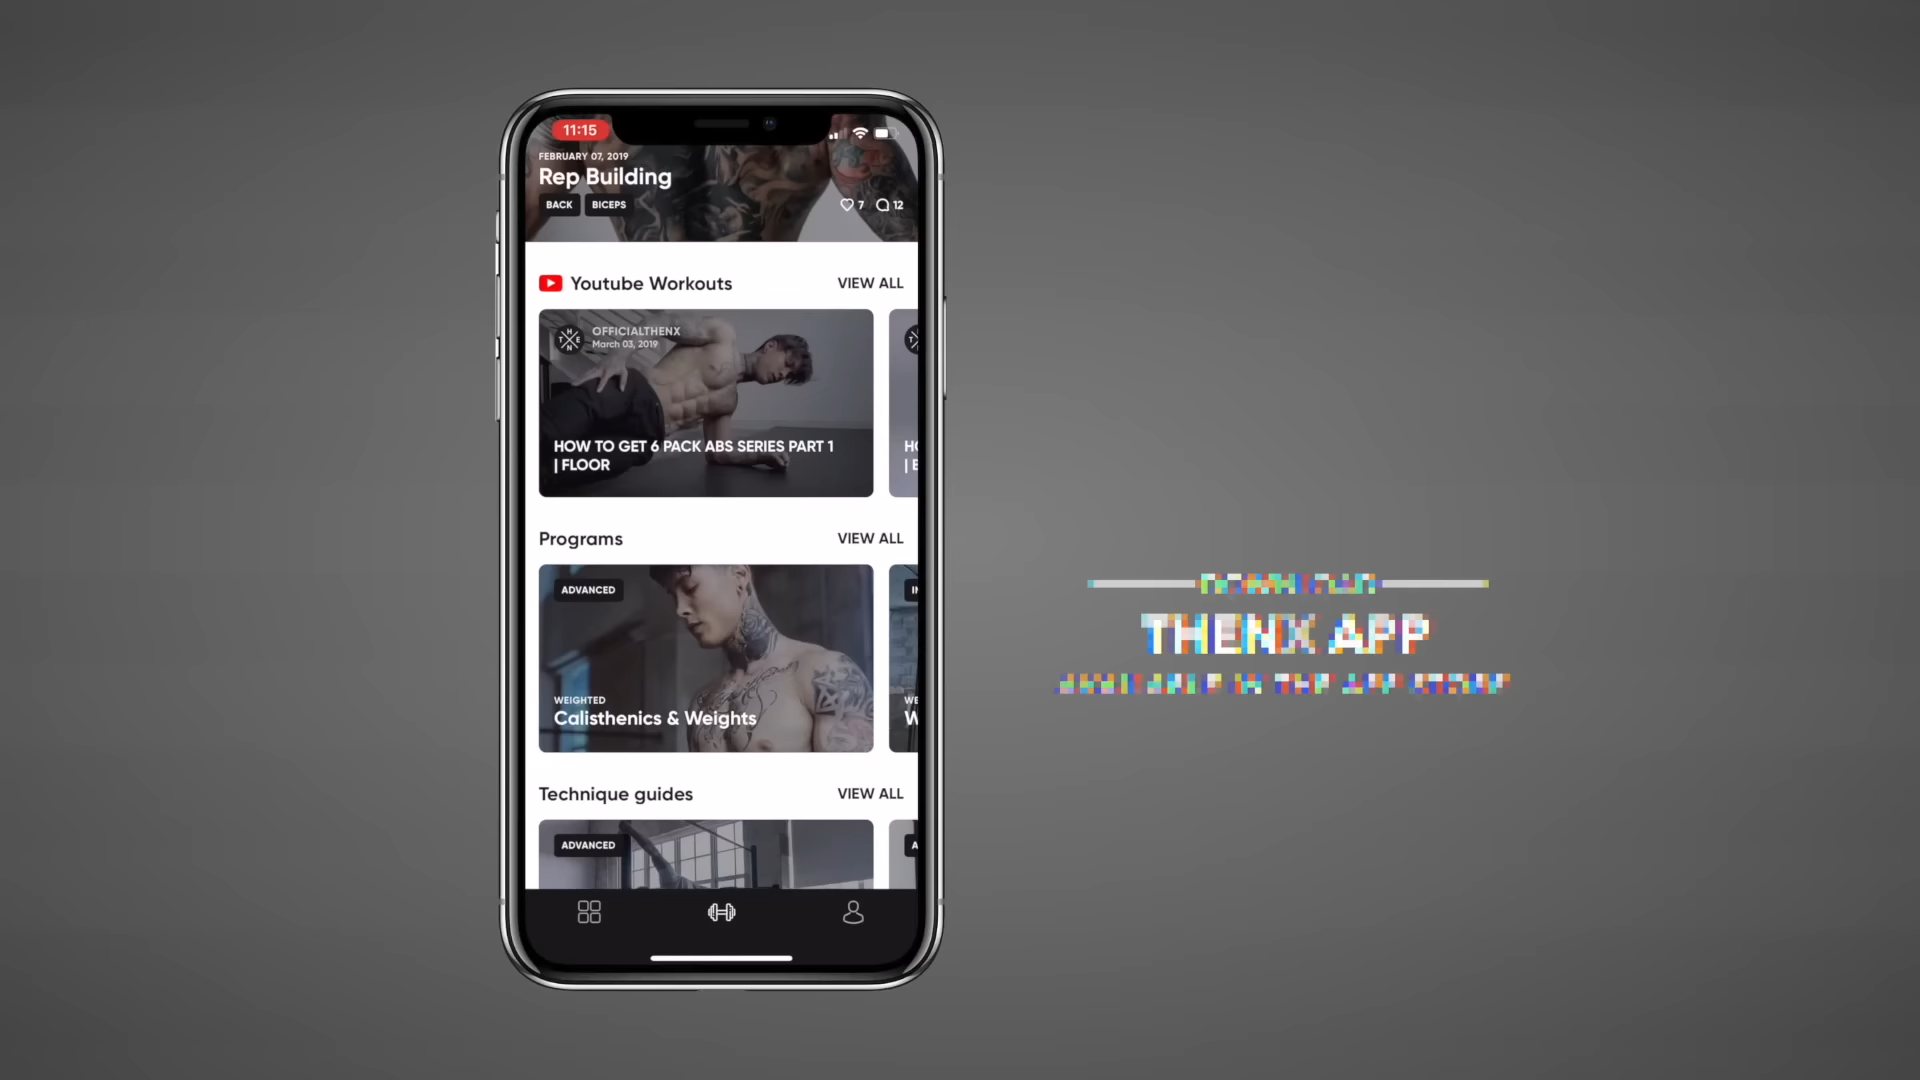 11:15
FEBRUARY 07, 2019
Rep Building
BACK BICEPS
7 12
Youtube Workouts VIEW ALL
THENX
OFFICIALTHENX
March 03, 2019
HOW TO GET 6 PACK ABS SERIES PART 1
| FLOOR
Programs VIEW ALL
ADVANCED
WEIGHTED
Calisthenics & Weights
Technique guides VIEW ALL
ADVANCED
THENX APP